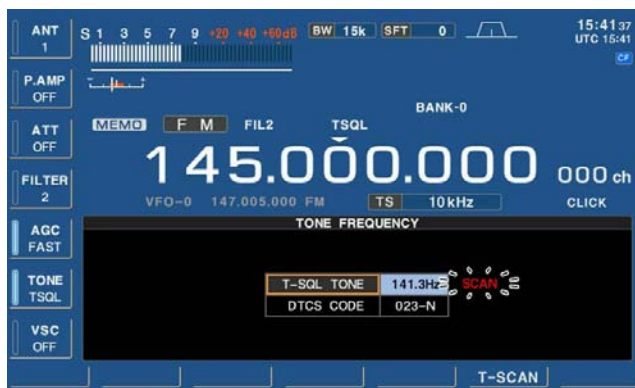 ANT
1
S 1 3 5 7 9 +20 +40 +60dB BW 15k SFT 0
15:41 37
UTC 15:41
P.AMP
OFF
BANK-0
ATT
OFF
MEMO FM FIL2 TSQL
145.000.000 000 ch
FILTER
2
VFO-0 147.005.000 FM TS 10kHz CLICK
AGC
FAST
TONE FREQUENCY
TONE
TSQL
T-SQL TONE 141.3Hz SCAN
DTCS CODE 023-N
VSC
OFF
T-SCAN